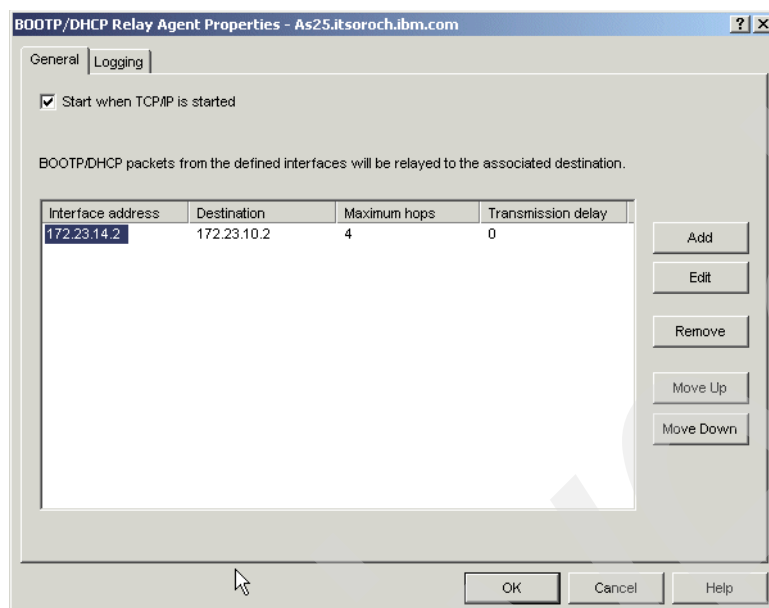 BOOTP/DHCP Relay Agent Properties - As25.itsoroch.ibm.com
General Logging
Start when TCP/IP is started
BOOTP/DHCP packets from the defined interfaces will be relayed to the associated destination.
Interface address Destination Maximum hops Transmission delay
172.23.14.2 172.23.10.2 4 0
Add
Edit
Remove
Move Up
Move Down
OK Cancel Help